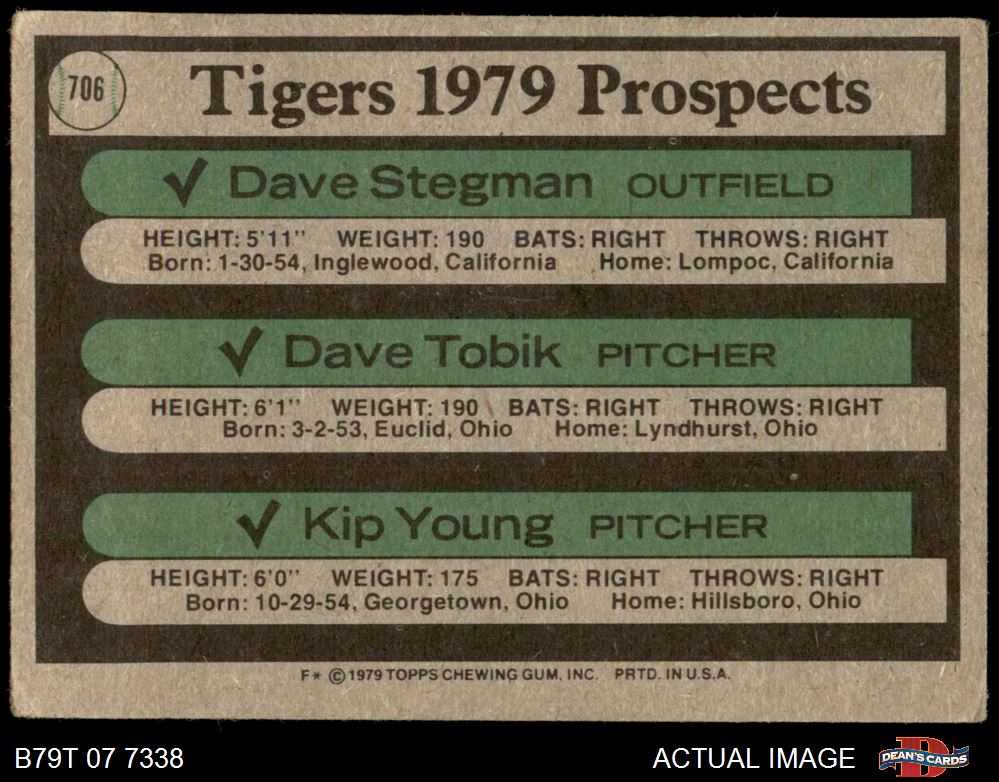 706
Tigers 1979 Prospects
✓ Dave Stegman OUTFIELD
HEIGHT: 5'11" WEIGHT: 190 BATS: RIGHT THROWS: RIGHT
Born: 1-30-54, Inglewood, California Home: Lompoc, California
✓ Dave Tobik PITCHER
HEIGHT: 6'1" WEIGHT: 190 BATS: RIGHT THROWS: RIGHT
Born: 3-2-53, Euclid, Ohio Home: Lyndhurst, Ohio
✓ Kip Young PITCHER
HEIGHT: 6'0" WEIGHT: 175 BATS: RIGHT THROWS: RIGHT
Born: 10-29-54, Georgetown, Ohio Home: Hillsboro, Ohio
F* © 1979 TOPPS CHEWING GUM, INC. PRTD. IN U.S.A.
B79T 07 7338 ACTUAL IMAGE DEAN'S CARDS